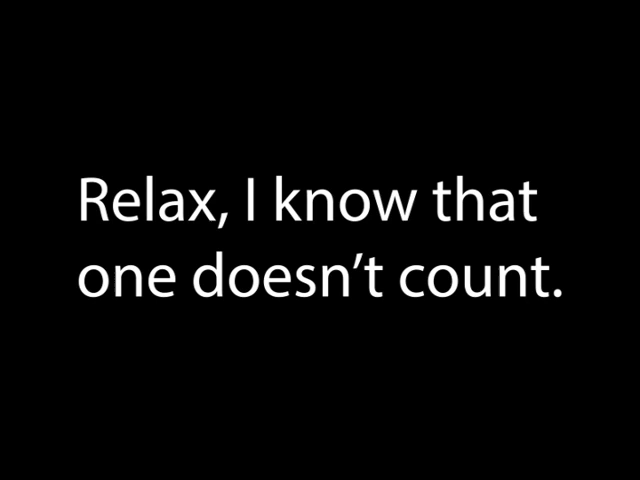 Relax, I know that
one doesn’t count.